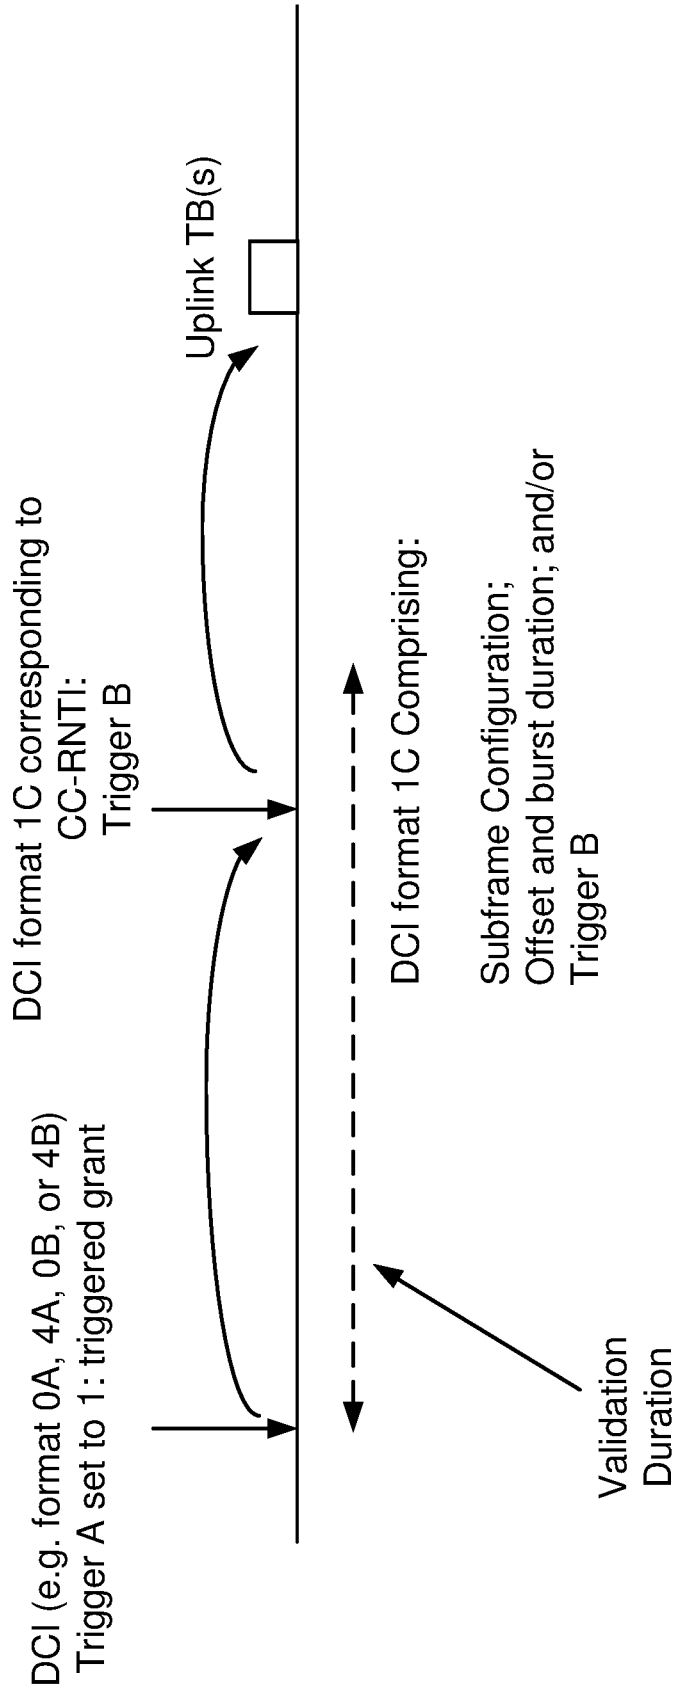 DCI (e.g. format 0A, 4A, 0B, or 4B)
Trigger A set to 1: triggered grant
DCI format 1C corresponding to
CC-RNTI:
Trigger B
Uplink TB(s)
Validation
Duration
DCI format 1C Comprising:
Subframe Configuration;
Offset and burst duration; and/or
Trigger B